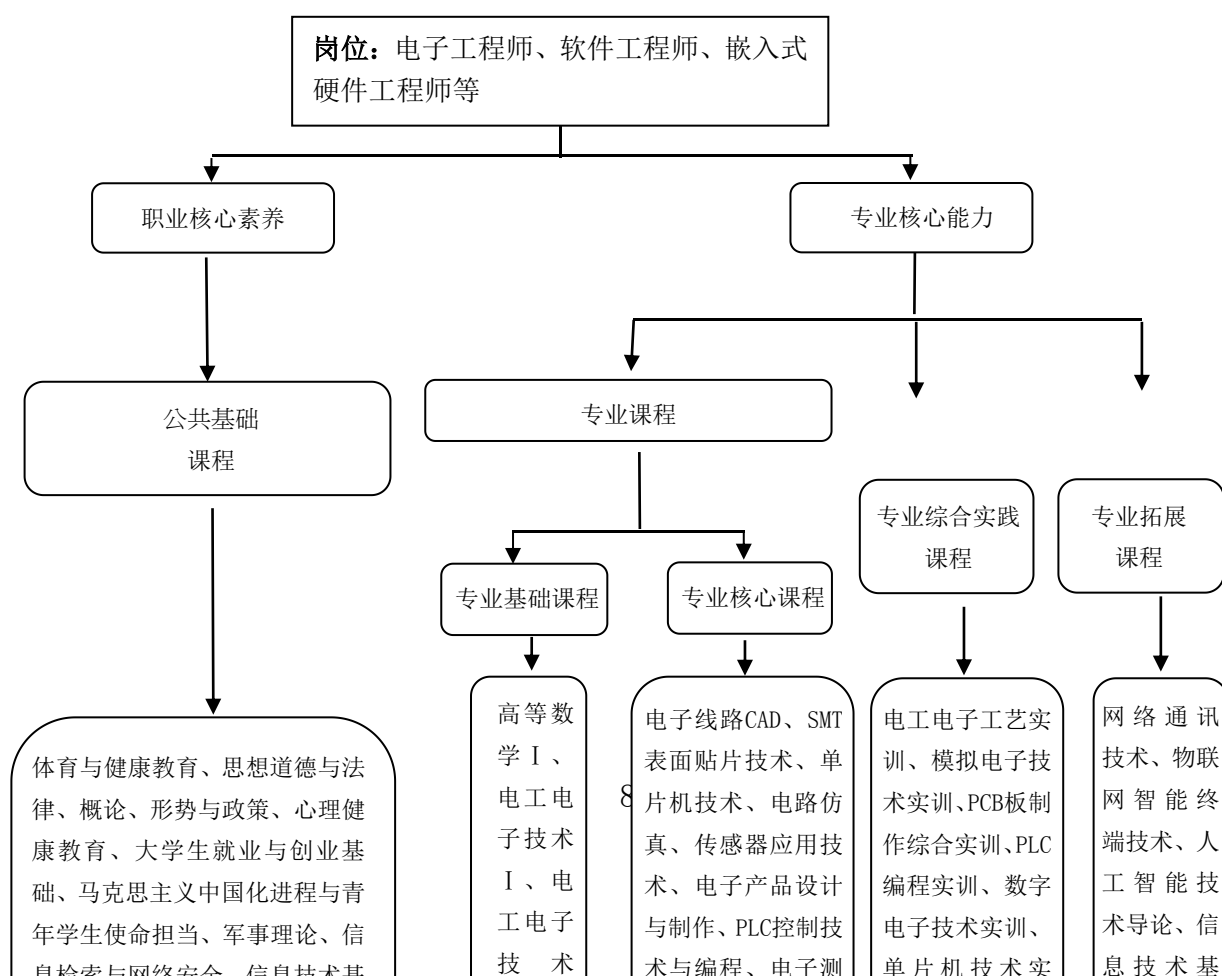 岗位：电子工程师、软件工程师、嵌入式
硬件工程师等
职业核心素养
专业核心能力
公共基础
课程
专业课程
专业综合实践
课程
专业拓展
课程
专业基础课程
专业核心课程
体育与健康教育、思想道德与法
律、概论、形势与政策、心理健
康教育、大学生就业与创业基
础、马克思主义中国化进程与青
年学生使命担当、军事理论、信
息检索与网络安全、信息技术基
高等数
学Ⅰ、
电工电
子技术
Ⅰ、电
工电子
技 术
8
电子线路CAD、SMT
表面贴片技术、单
片机技术、电路仿
真、传感器应用技
术、电子产品设计
与制作、PLC控制技
术与编程、电子测
电工电子工艺实
训、模拟电子技
术实训、PCB板制
作综合实训、PLC
编程实训、数字
电子技术实训、
单片机技术实
网络通讯
技术、物联
网智能终
端技术、人
工智能技
术导论、信
息技术基